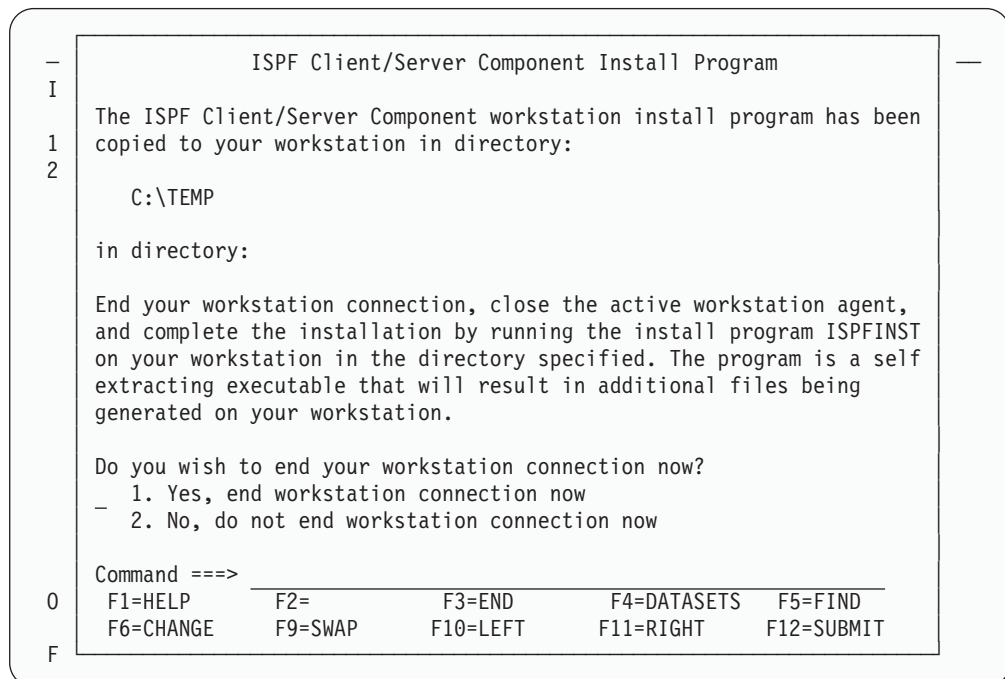 ISPF Client/Server Component Install Program
I
The ISPF Client/Server Component workstation install program has been
1 copied to your workstation in directory:
2
C:\TEMP
in directory:
End your workstation connection, close the active workstation agent,
and complete the installation by running the install program ISPFINST
on your workstation in the directory specified. The program is a self
extracting executable that will result in additional files being
generated on your workstation.
Do you wish to end your workstation connection now?
1. Yes, end workstation connection now
_
2. No, do not end workstation connection now
Command ===>
O F1=HELP F2= F3=END F4=DATASETS F5=FIND
F6=CHANGE F9=SWAP F10=LEFT F11=RIGHT F12=SUBMIT
F